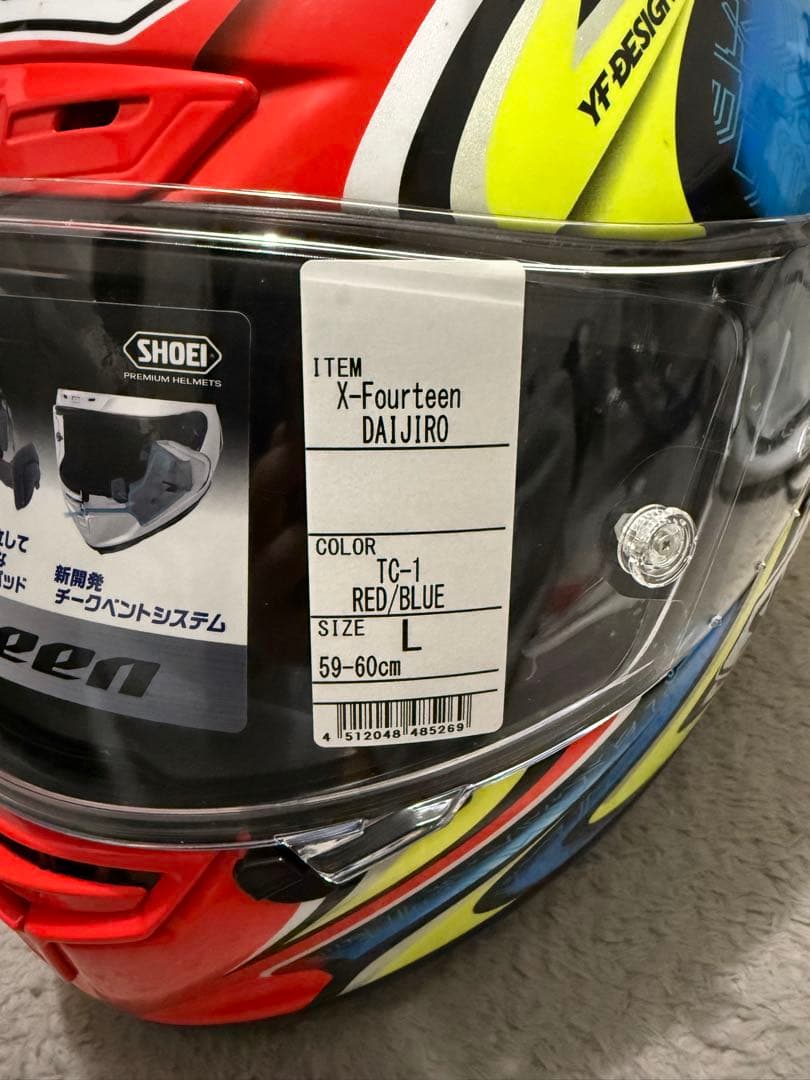 YF-DESIGN
SHOEI
PREMIUM HELMETS
新開発
チークベントシステム
een
ITEM
X-Fourteen
DAIJIRO
COLOR
TC-1
RED/BLUE
SIZE L
59-60cm
4 512048 485269